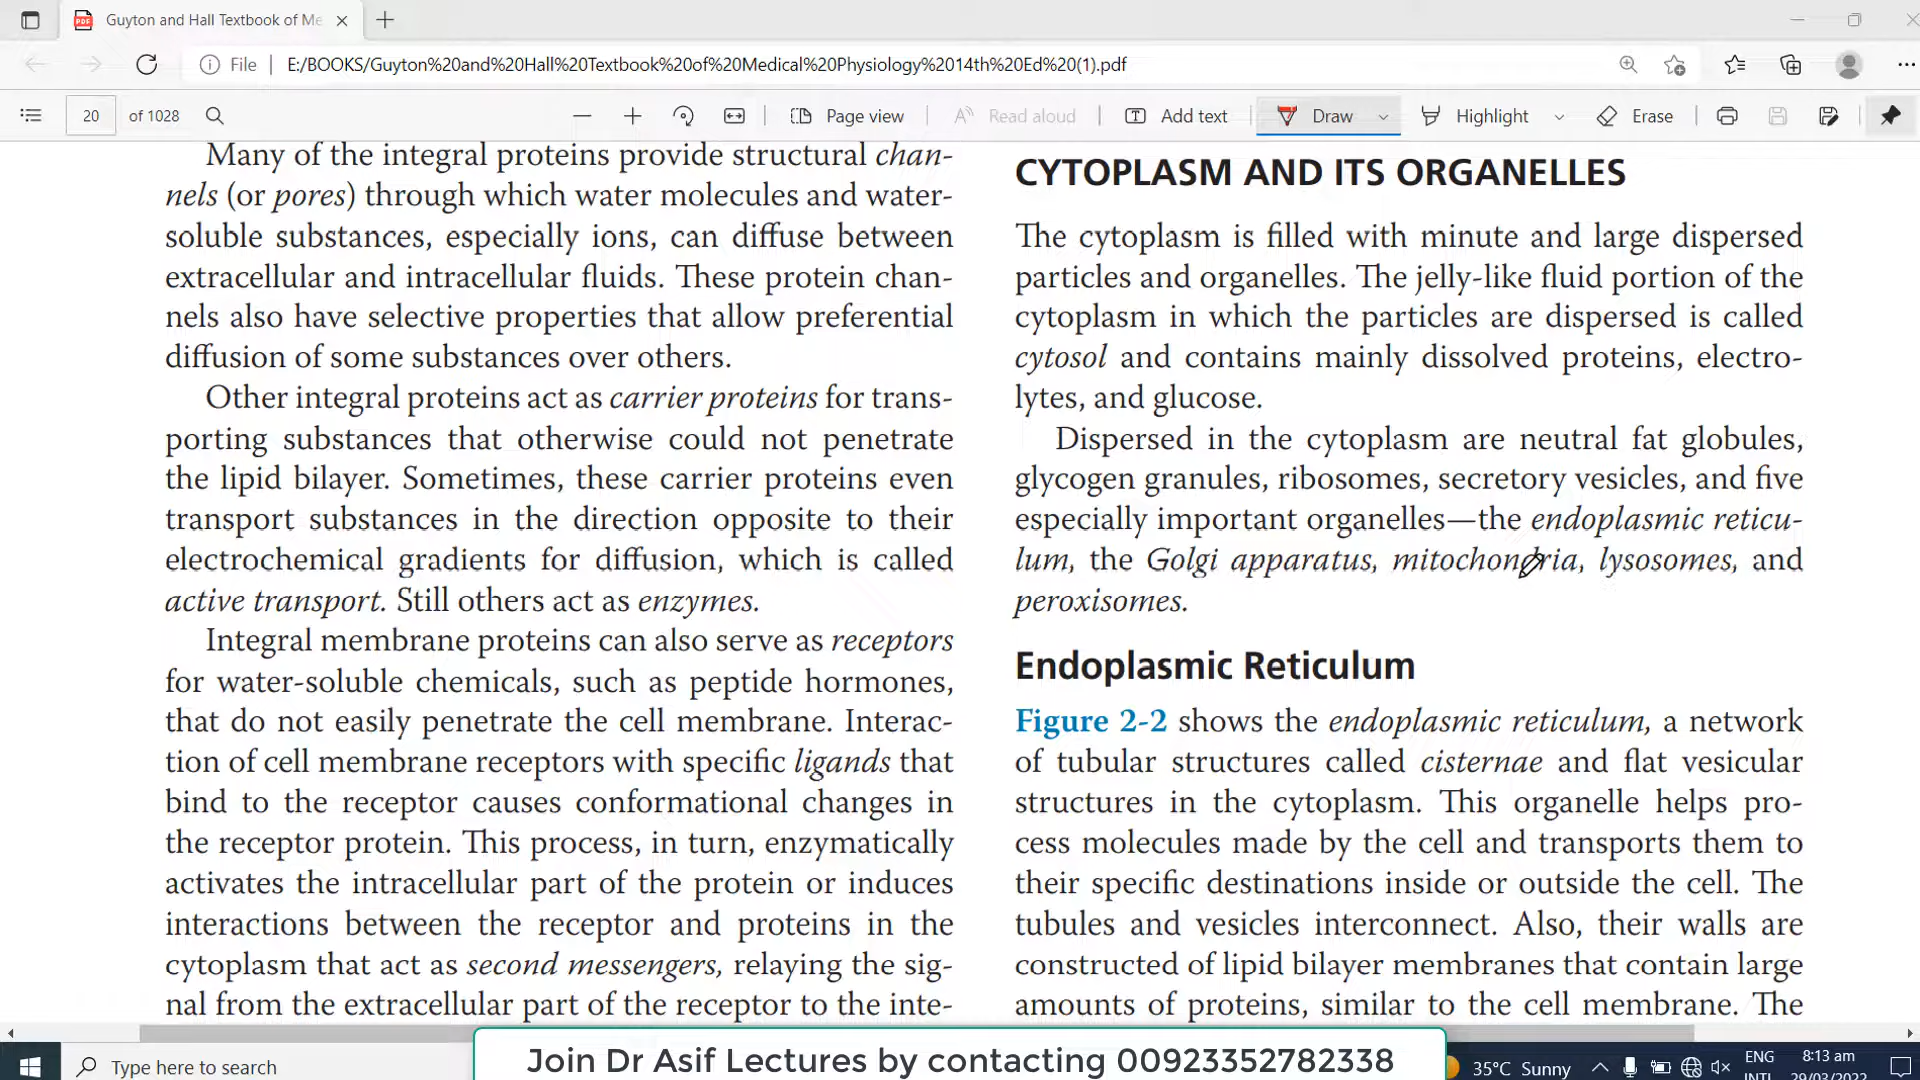 Guyton and Hall Textbook of Me
File
E:/BOOKS/Guyton%20and%20Hall%20Textbook%20of%20Medical%20Physiology%2014th%20Ed%20(1).pdf
20 of 1028
Page view
Read aloud
Add text
Draw
Highlight
Erase
Many of the integral proteins provide structural chan-
nels (or pores) through which water molecules and water-
soluble substances, especially ions, can diffuse between
extracellular and intracellular fluids. These protein chan-
nels also have selective properties that allow preferential
diffusion of some substances over others.
Other integral proteins act as carrier proteins for trans-
porting substances that otherwise could not penetrate
the lipid bilayer. Sometimes, these carrier proteins even
transport substances in the direction opposite to their
electrochemical gradients for diffusion, which is called
active transport. Still others act as enzymes.
Integral membrane proteins can also serve as receptors
for water-soluble chemicals, such as peptide hormones,
that do not easily penetrate the cell membrane. Interac-
tion of cell membrane receptors with specific ligands that
bind to the receptor causes conformational changes in
the receptor protein. This process, in turn, enzymatically
activates the intracellular part of the protein or induces
interactions between the receptor and proteins in the
cytoplasm that act as second messengers, relaying the sig-
nal from the extracellular part of the receptor to the inte-
CYTOPLASM AND ITS ORGANELLES
The cytoplasm is filled with minute and large dispersed
particles and organelles. The jelly-like fluid portion of the
cytoplasm in which the particles are dispersed is called
cytosol and contains mainly dissolved proteins, electro-
lytes, and glucose.
Dispersed in the cytoplasm are neutral fat globules,
glycogen granules, ribosomes, secretory vesicles, and five
especially important organelles—the endoplasmic reticu-
lum, the Golgi apparatus, mitochondria, lysosomes, and
peroxisomes.
Endoplasmic Reticulum
Figure 2-2 shows the endoplasmic reticulum, a network
of tubular structures called cisternae and flat vesicular
structures in the cytoplasm. This organelle helps pro-
cess molecules made by the cell and transports them to
their specific destinations inside or outside the cell. The
tubules and vesicles interconnect. Also, their walls are
constructed of lipid bilayer membranes that contain large
amounts of proteins, similar to the cell membrane. The
Join Dr Asif Lectures by contacting 00923352782338
Type here to search
35°C Sunny
ENG
INTL
8:13 am
29/03/2022